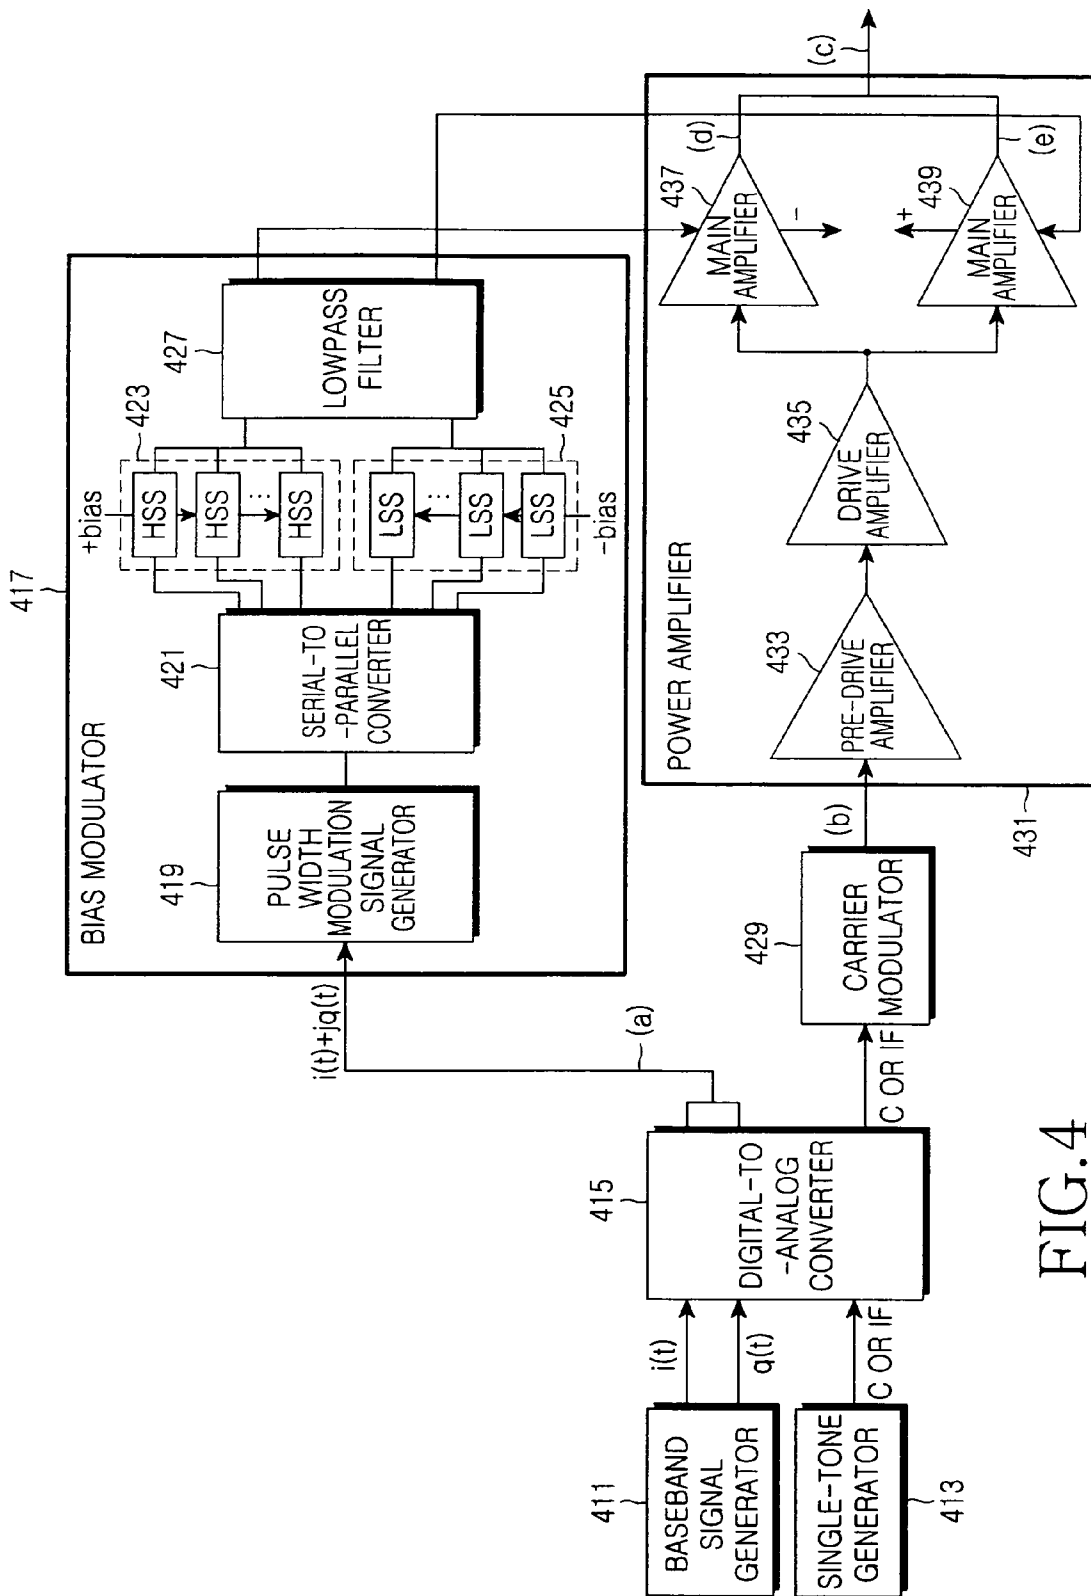 417
BIAS MODULATOR
419
PULSE
WIDTH
MODULATION
SIGNAL
GENERATOR
421
SERIAL-TO
-PARALLEL
CONVERTER
+bias
423
HSS
HSS
...
HSS
LSS
...
LSS
LSS
425
-bias
427
LOWPASS
FILTER
i(t)+jq(t)
(a)
411
BASEBAND
SIGNAL
GENERATOR
i(t)
q(t)
SINGLE-TONE
GENERATOR
413
C OR IF
415
DIGITAL-TO
-ANALOG
CONVERTER
C OR IF
429
CARRIER
MODULATOR
(b)
431
POWER AMPLIFIER
433
PRE-DRIVE
AMPLIFIER
435
DRIVE
AMPLIFIER
437
MAIN
AMPLIFIER
-
(d)
+
439
MAIN
AMPLIFIER
(e)
(c)
FIG.4